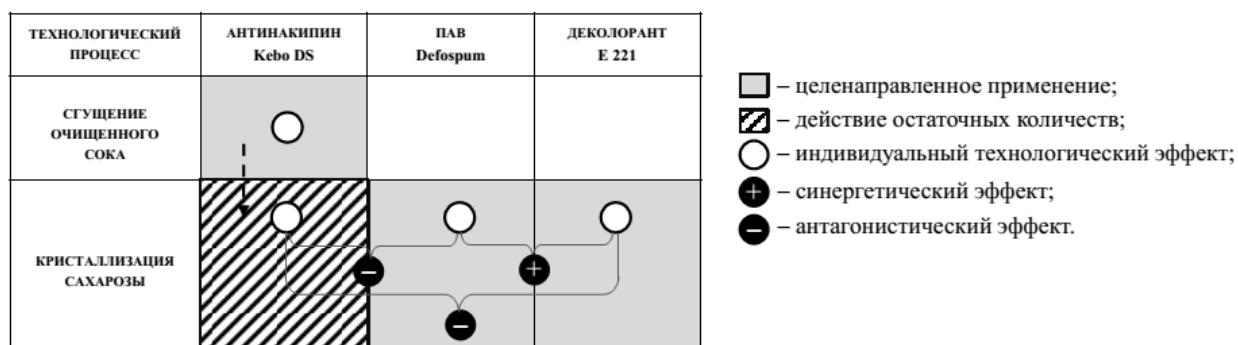 ТЕХНОЛОГИЧЕСКИЙ
ПРОЦЕСС
АНТИНАКИПИН
Kebo DS
ПАВ
Defospum
ДЕКОЛОРАНТ
E 221
СГУЩЕНИЕ
ОЧИЩЕННОГО
СОКА
КРИСТАЛЛИЗАЦИЯ
САХАРОЗЫ
– целенаправленное применение;
– действие остаточных количеств;
– индивидуальный технологический эффект;
+ – синергетический эффект;
− – антагонистический эффект.